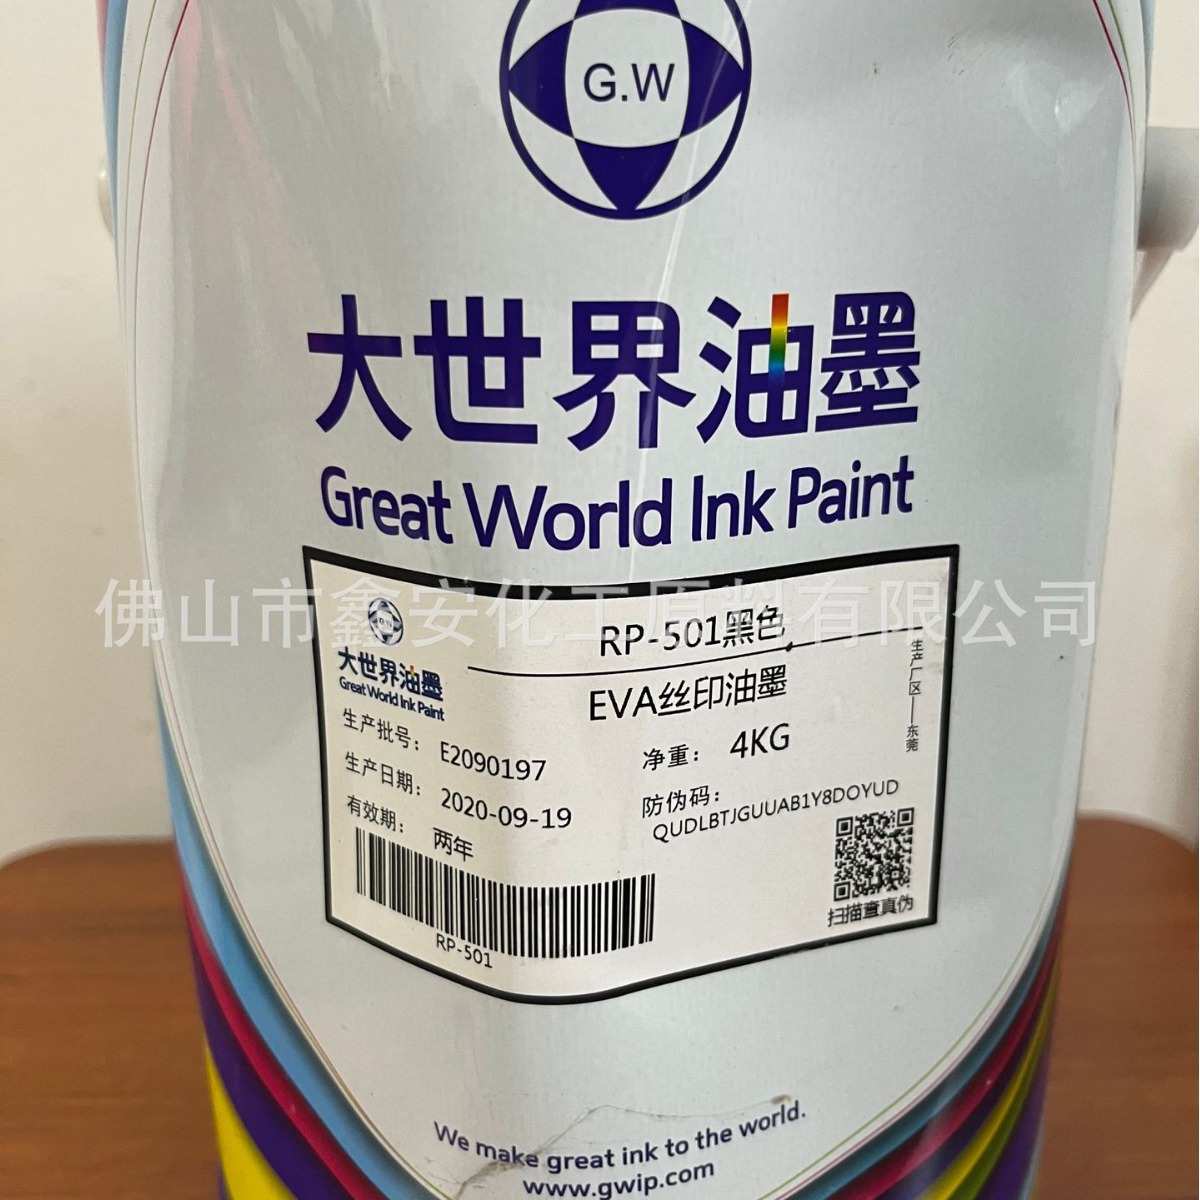 G.W
大世界油墨
Great World Ink Paint
佛山市鑫安化工原料有限公司
G.W
大世界油墨
Great World Ink Paint
RP-501黑色
EVA丝印油墨
生产批号： E2090197
净重： 4KG
生产日期： 2020-09-19
防伪码：
QUDLBTJGUUAB1Y8DOYUD
有效期： 两年
生产厂区——东莞
RP-501
扫描查真伪
We make great ink to the world.
www.gwip.com